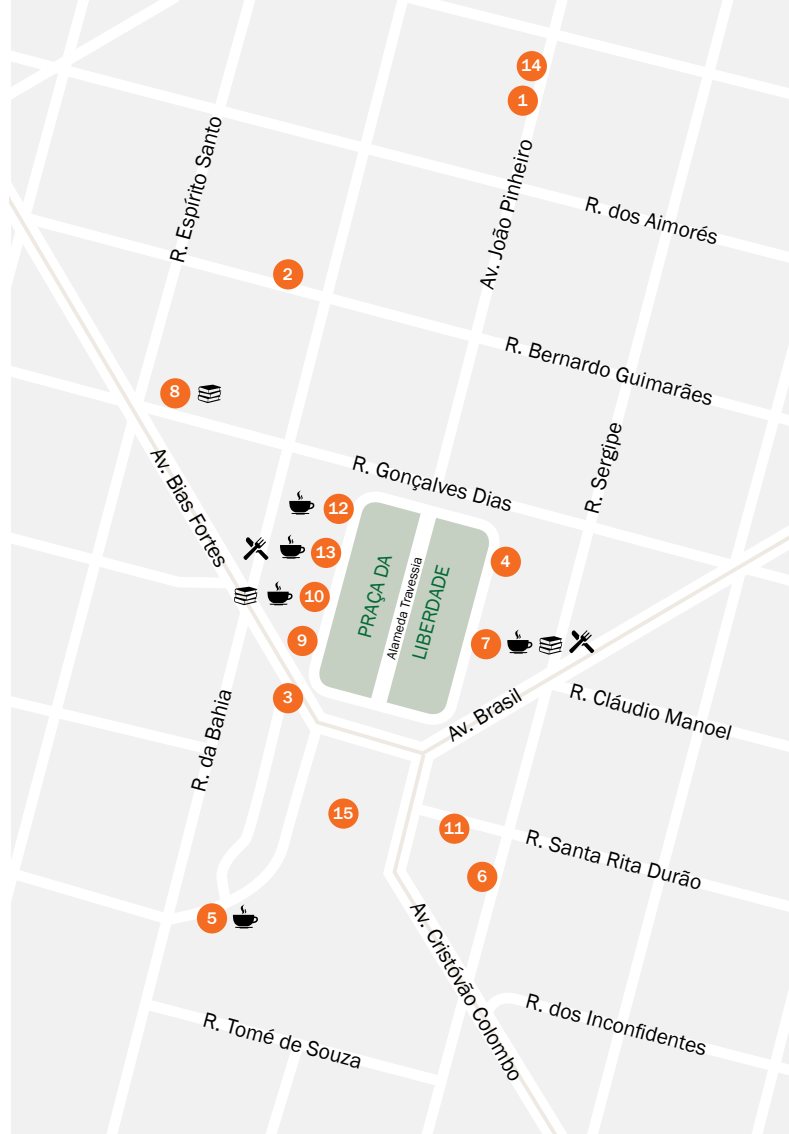 14
1
R. Espírito Santo
Av. João Pinheiro
R. dos Aimorés
2
R. Bernardo Guimarães
8
R. Sergipe
Av. Bias Fortes
R. Gonçalves Dias
12
13
4
10
PRAÇA DA
Alameda Travessia
LIBERDADE
9
7
3
R. Cláudio Manoel
Av. Brasil
R. da Bahia
15
11
R. Santa Rita Durão
6
5
Av. Cristóvão Colombo
R. dos Inconfidentes
R. Tomé de Souza